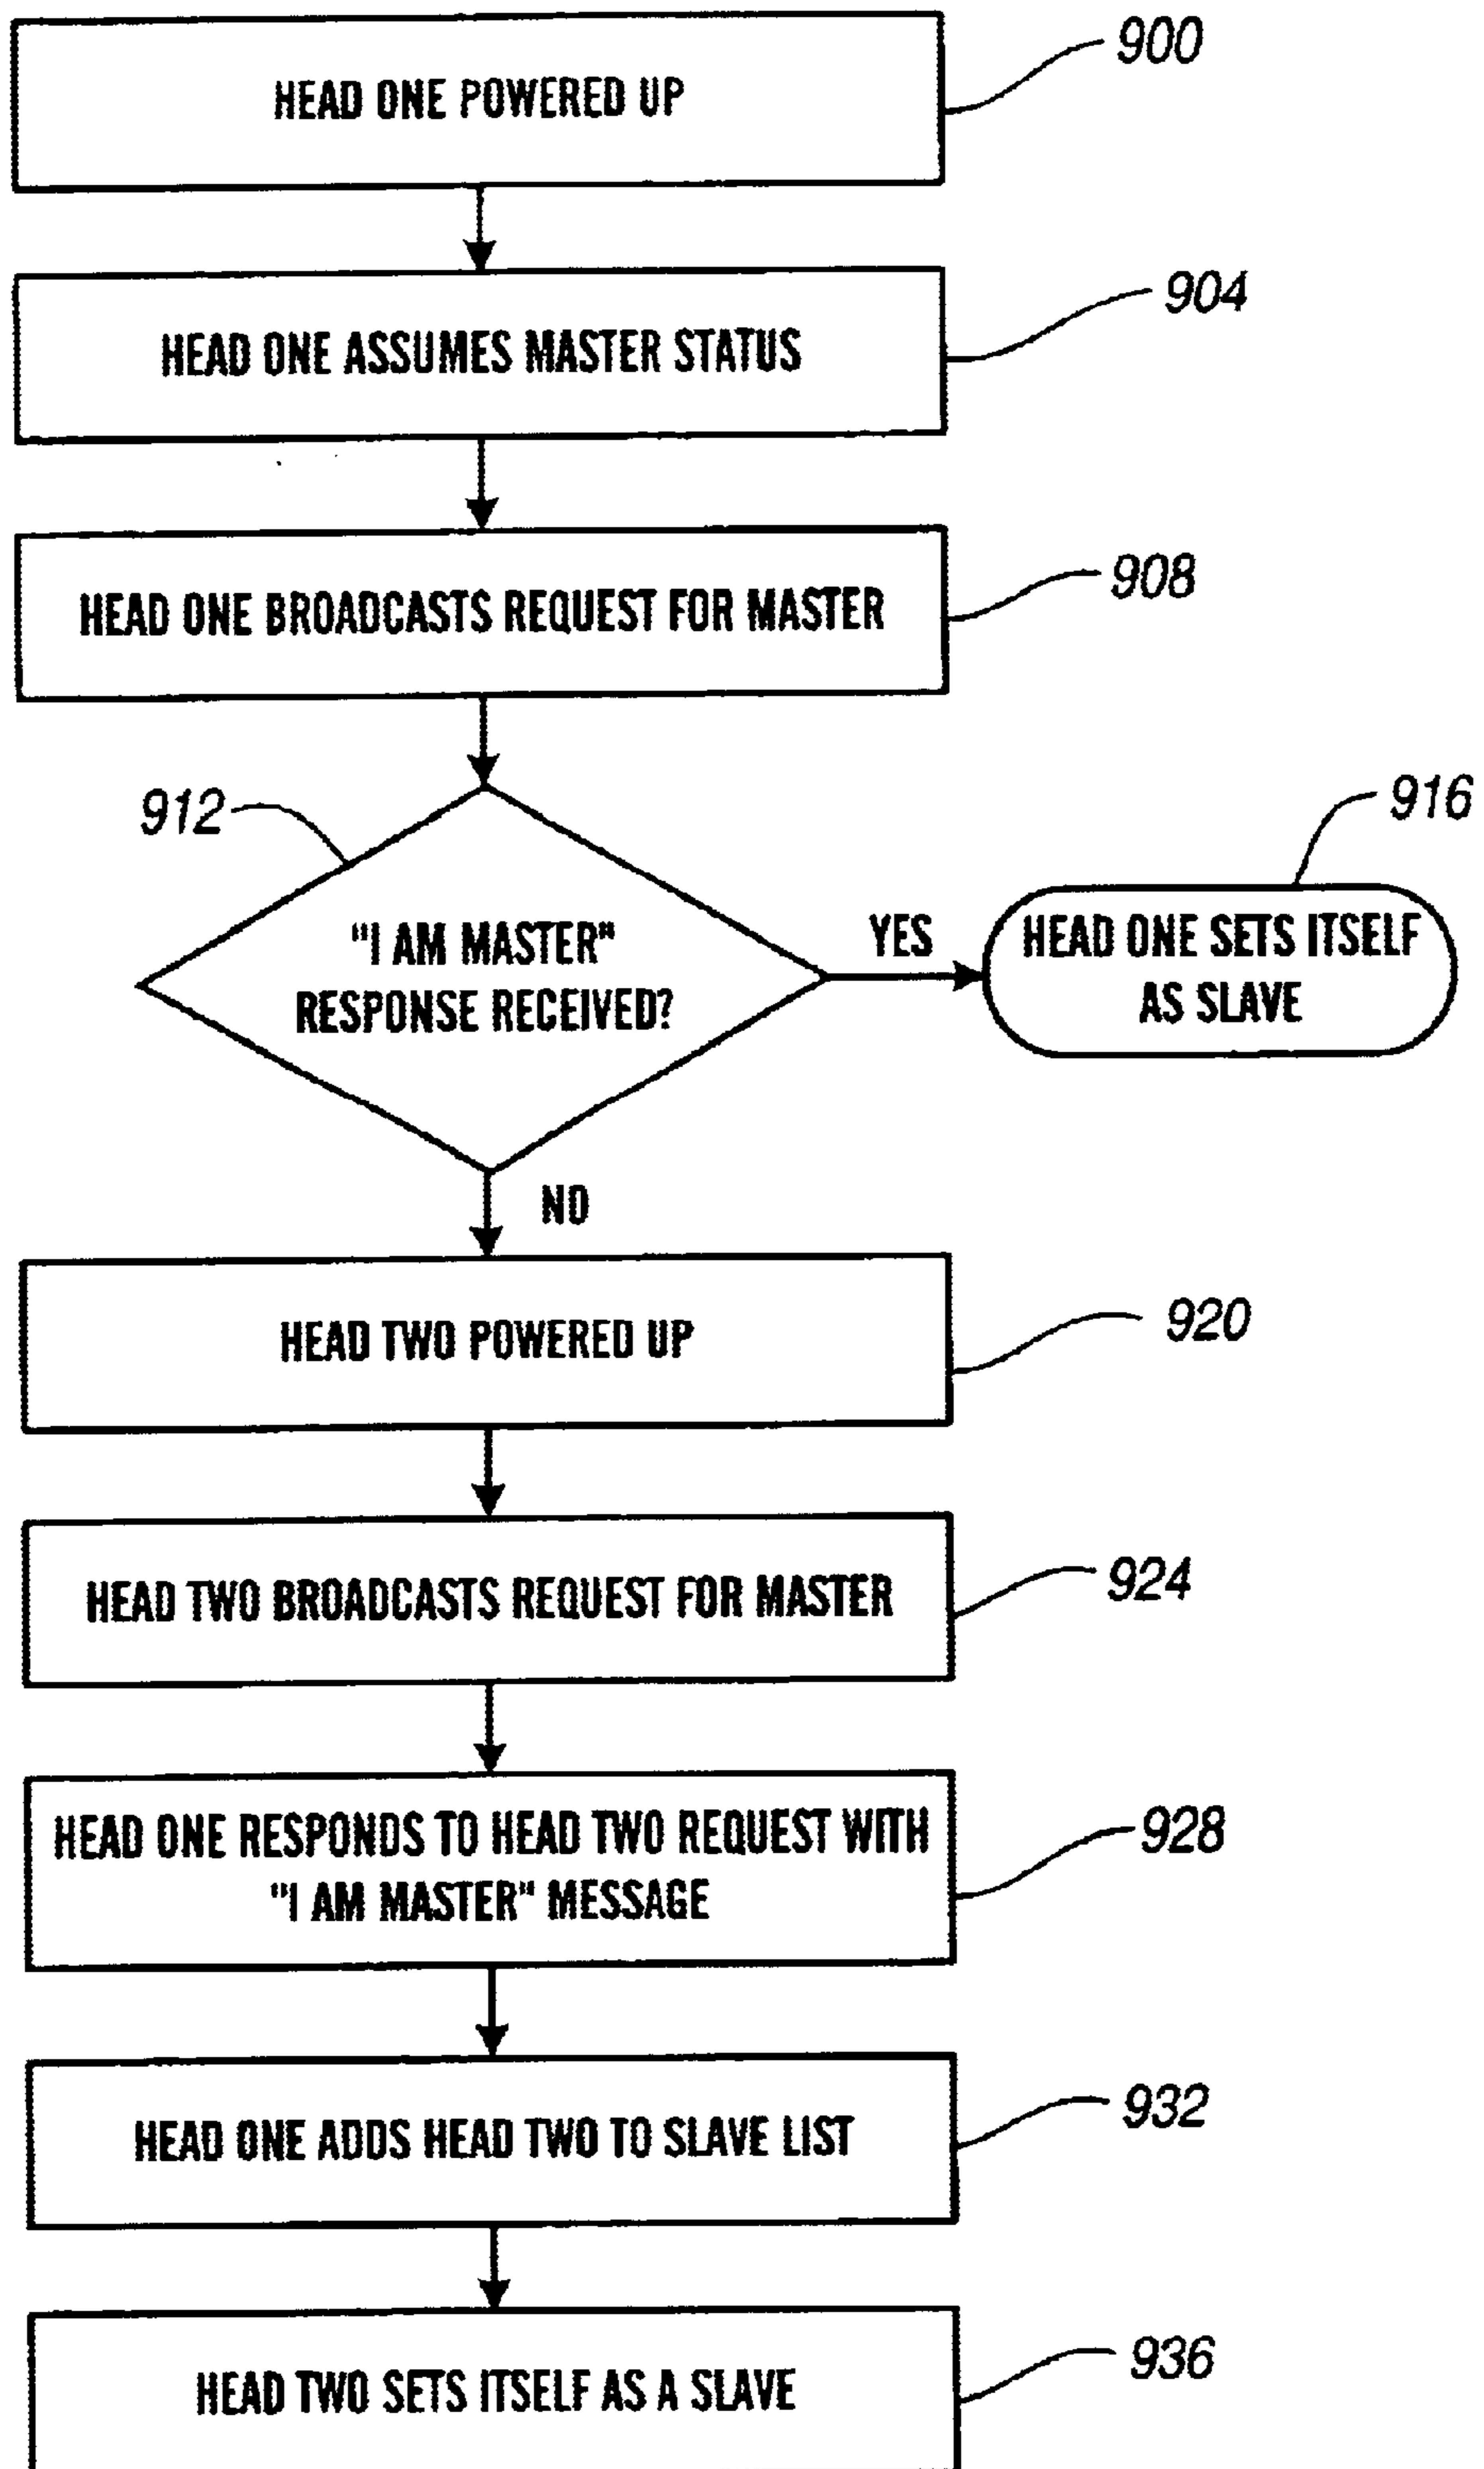 HEAD ONE POWERED UP
900
HEAD ONE ASSUMES MASTER STATUS
904
HEAD ONE BROADCASTS REQUEST FOR MASTER
908
912
"I AM MASTER"
RESPONSE RECEIVED?
YES
916
HEAD ONE SETS ITSELF
AS SLAVE
NO
HEAD TWO POWERED UP
920
HEAD TWO BROADCASTS REQUEST FOR MASTER
924
HEAD ONE RESPONDS TO HEAD TWO REQUEST WITH
"I AM MASTER" MESSAGE
928
HEAD ONE ADDS HEAD TWO TO SLAVE LIST
932
HEAD TWO SETS ITSELF AS A SLAVE
936